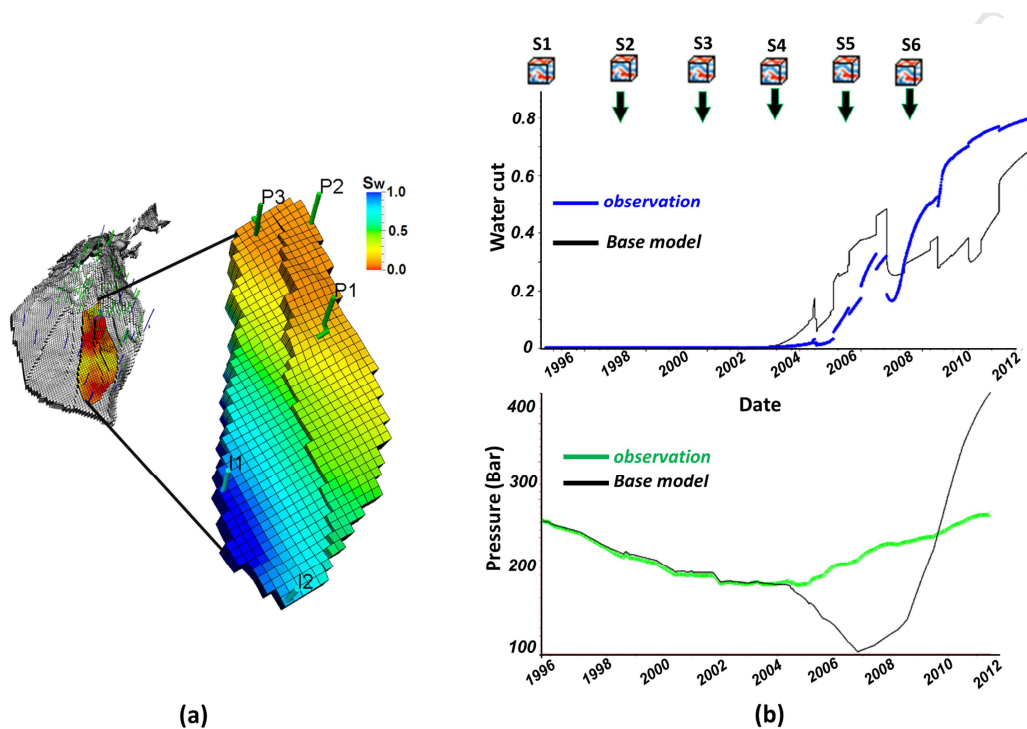 S1 S2 S3 S4 S5 S6
Sw
1.0
0.5
0.0
P3
P2
P1
I1
I2
(a)
Water cut
0.8
0.6
0.4
0.2
0
observation
Base model
1996 1998 2000 2002 2004 2006 2008 2010 2012
Date
Pressure (Bar)
400
300
200
100
observation
Base model
1996 1998 2000 2002 2004 2006 2008 2010 2012
(b)